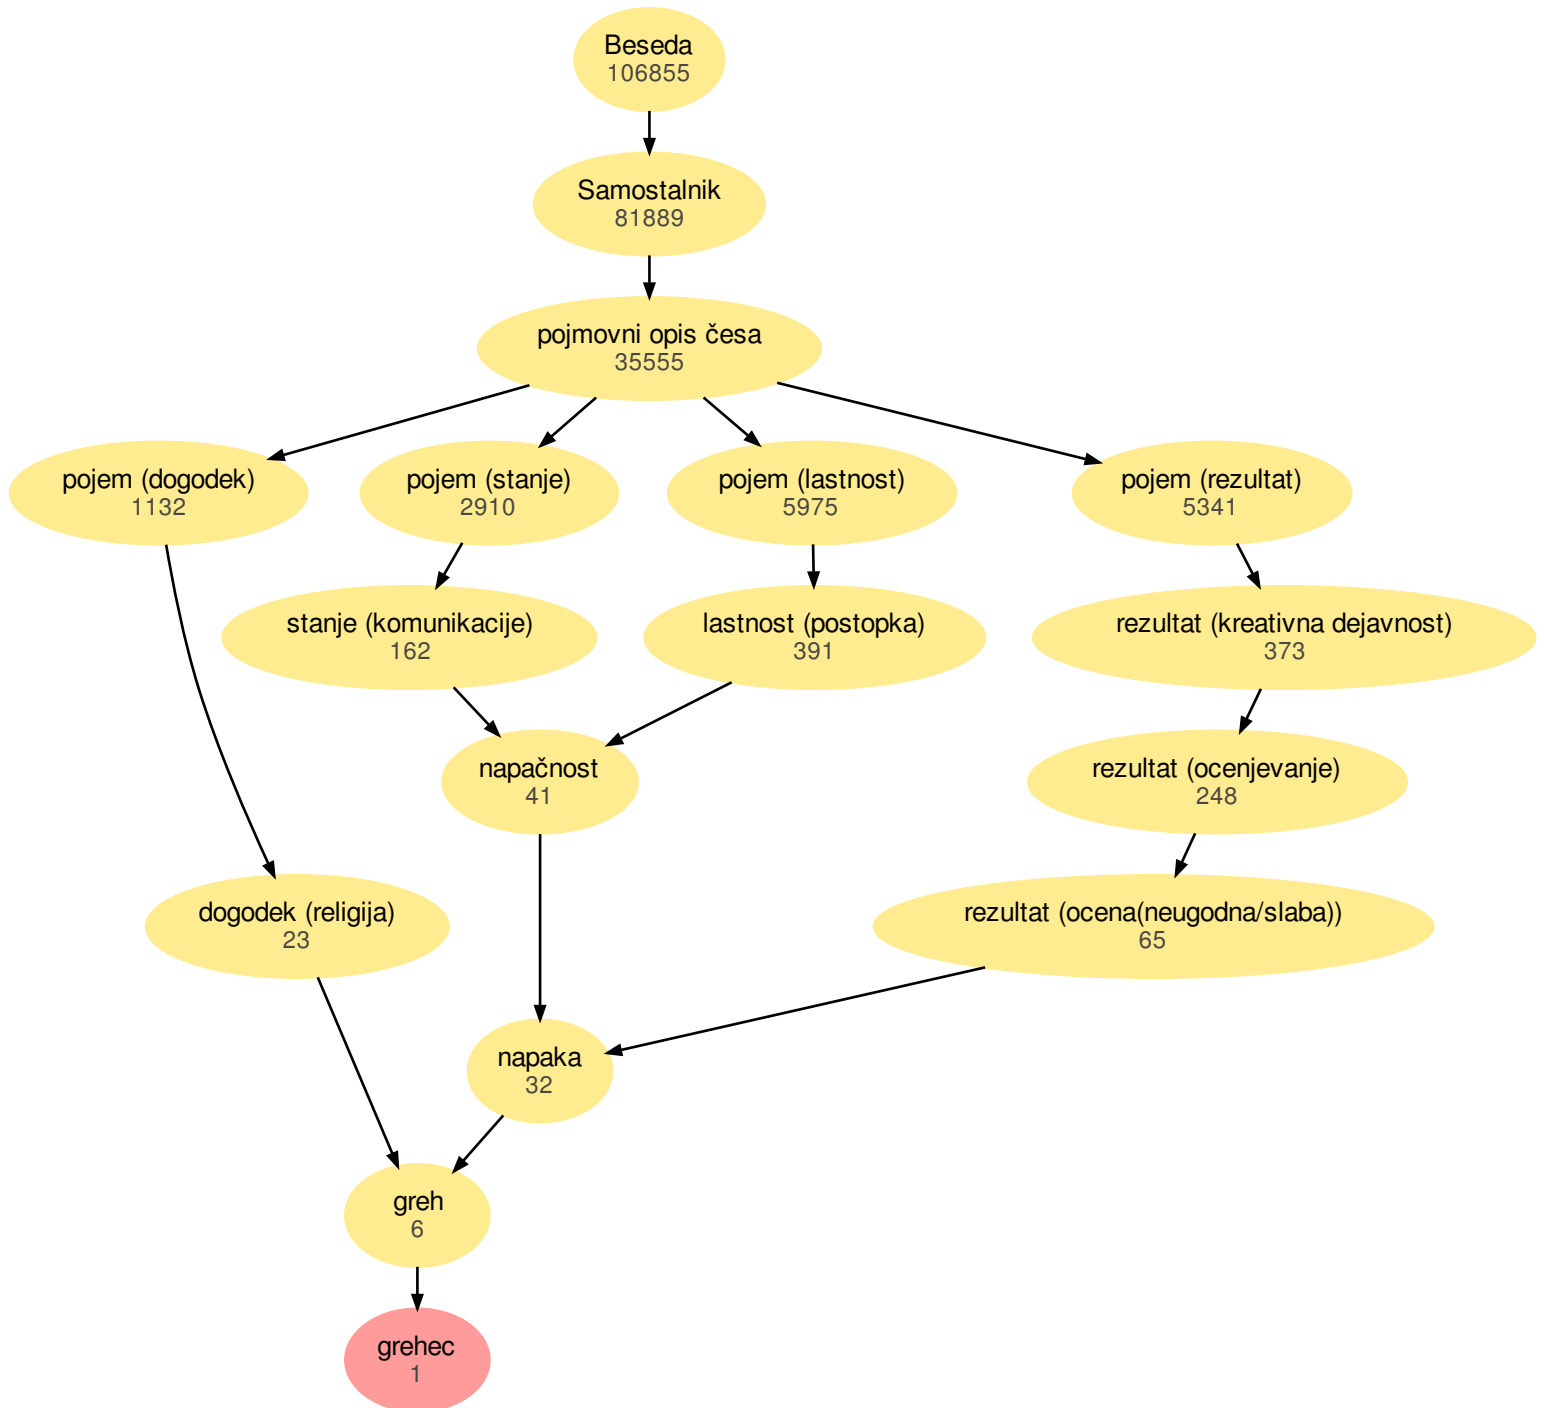 Beseda
106855
Samostalnik
81889
pojmovni opis česa
35555
pojem (dogodek)
1132
pojem (stanje)
2910
pojem (lastnost)
5975
pojem (rezultat)
5341
stanje (komunikacije)
162
lastnost (postopka)
391
rezultat (kreativna dejavnost)
373
napačnost
41
rezultat (ocenjevanje)
248
dogodek (religija)
23
rezultat (ocena(neugodna/slaba))
65
napaka
32
greh
6
grehec
1